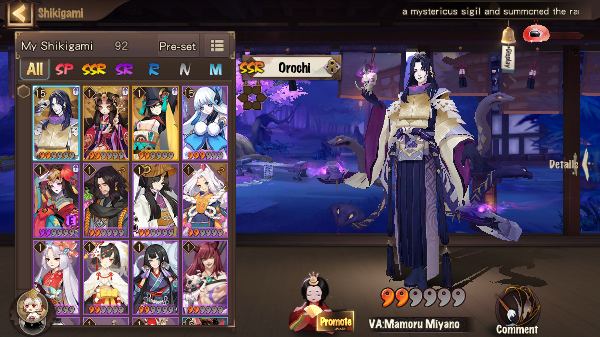 Shikigami
a mysterious sigil and summoned the ra
My Shikigami 92 Pre-set
All SP SSR SR R N M
SSR Orochi
Display
Details
Promote
VA:Mamoru Miyano
Comment